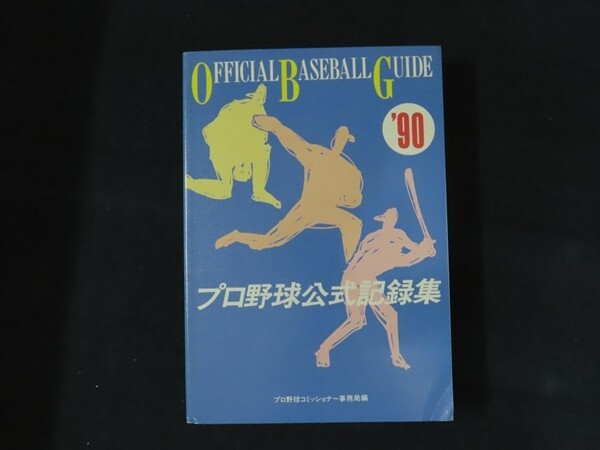 OFFICIAL BASEBALL GUIDE
'90
プロ野球公式記録集
プロ野球コミッショナー事務局編